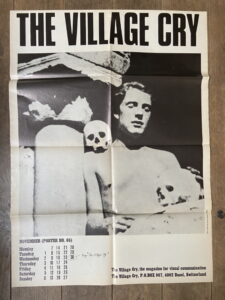 THE VILLAGE CRY
NOVEMBER (POSTER NO.
Monday 7 14 21 28
Tuesday 1 8 15 22 29
Wednesday 2 9 16 23 30
Thursday 3 10 17 24
Friday 4 11 18 25
Saturday 5 12 19 26
Sunday 6 13 20 27
The Village Cry, the magazine for visual communication
The Village Cry, P.O.BOX Basel, Switzerland